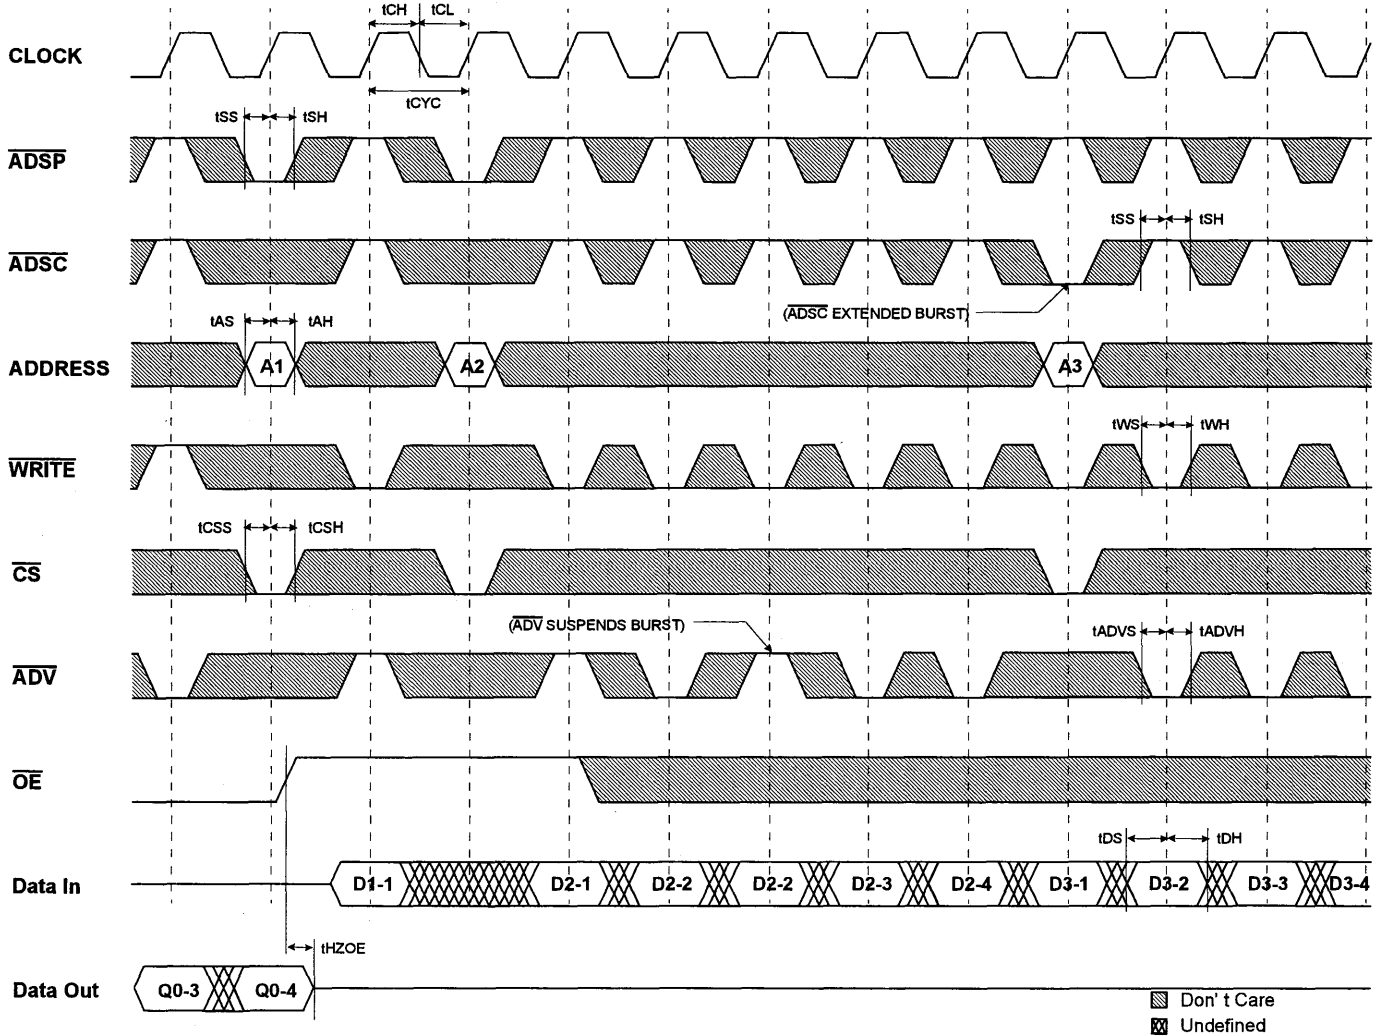 tCH tCL
CLOCK
tCYC
tSS tSH
ADSP
tSS tSH
ADSC
(ADSC EXTENDED BURST)
tAS tAH
ADDRESS A1 A2 A3
tWS tWH
WRITE
tCSS tCSH
CS
(ADV SUSPENDS BURST) tADVS tADVH
ADV
OE
tDS tDH
Data In D1-1 D2-1 D2-2 D2-2 D2-3 D2-4 D3-1 D3-2 D3-3 D3-4
tHZOE
Data Out Q0-3 Q0-4
Don' t Care
Undefined